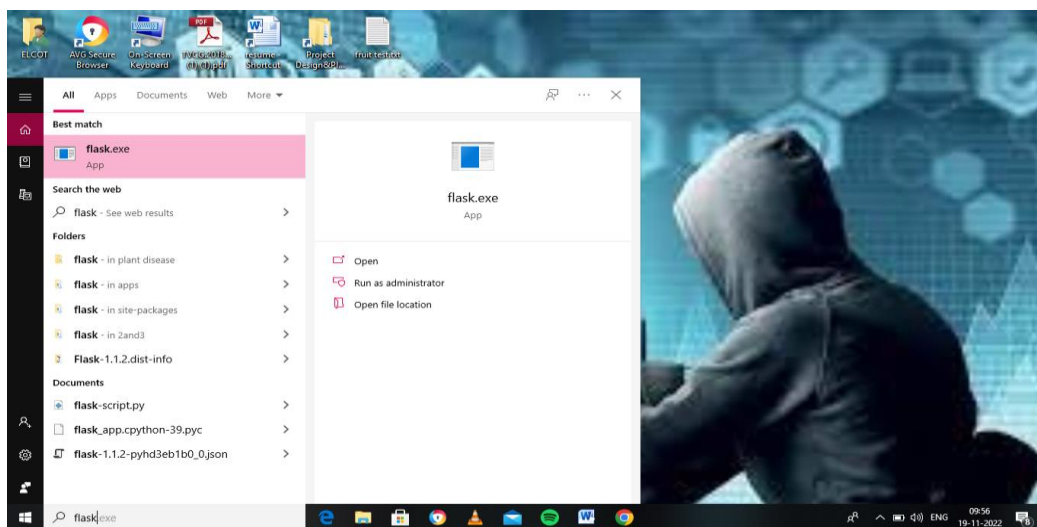 ELCOT
AVG Secure
Browser
On-Screen
Keyboard
PDF
resume -
Shortcut
Project
Design&Pl...
fruit testing
All Apps Documents Web More
Best match
flask.exe
App
Search the web
flask - See web results
Folders
flask - in plant disease
flask - in apps
flask - in site-packages
flask - in 2and3
Flask-1.1.2.dist-info
Documents
flask-script.py
flask_app.cpython-39.pyc
flask-1.1.2-pyhd3eb1b0_0.json
flask.exe
App
Open
Run as administrator
Open file location
flask.exe
ENG
09:56
19-11-2022